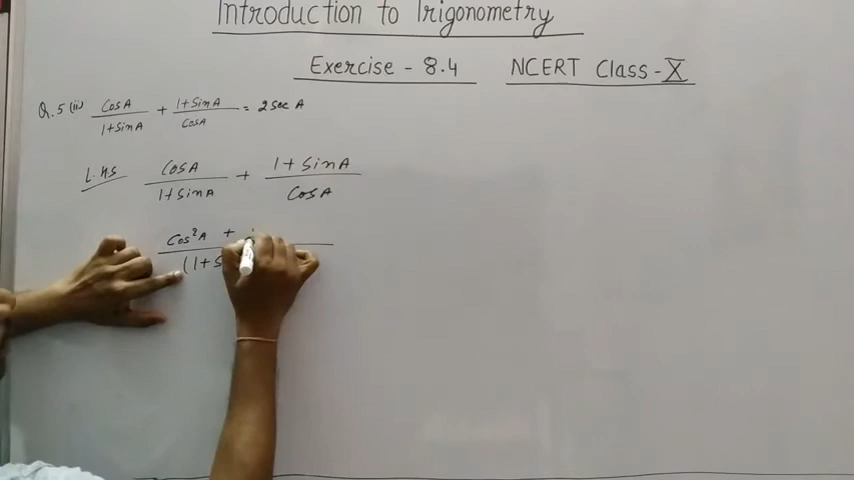 Introduction to Trigonometry
Exercise - 8.4 NCERT Class - X
Q.5 (ii) CosA / 1+SinA + 1+SinA / CosA = 2 Sec A
L.H.S CosA / 1+SinA + 1+SinA / CosA
Cos²A + / (1+S